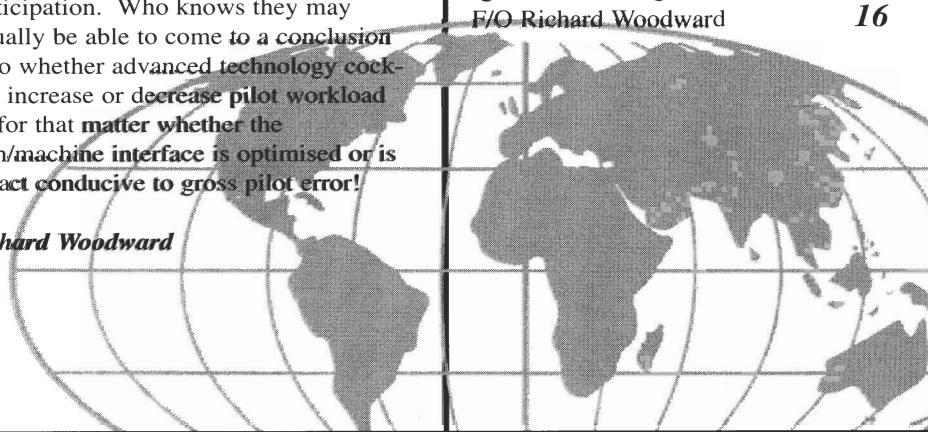 ticipation. Who knows they may
ually be able to come to a conclusion
o whether advanced technology cock-
increase or decrease pilot workload
for that matter whether the
n/machine interface is optimised or is
act conducive to gross pilot error!
hard Woodward
F/O Richard Woodward
16